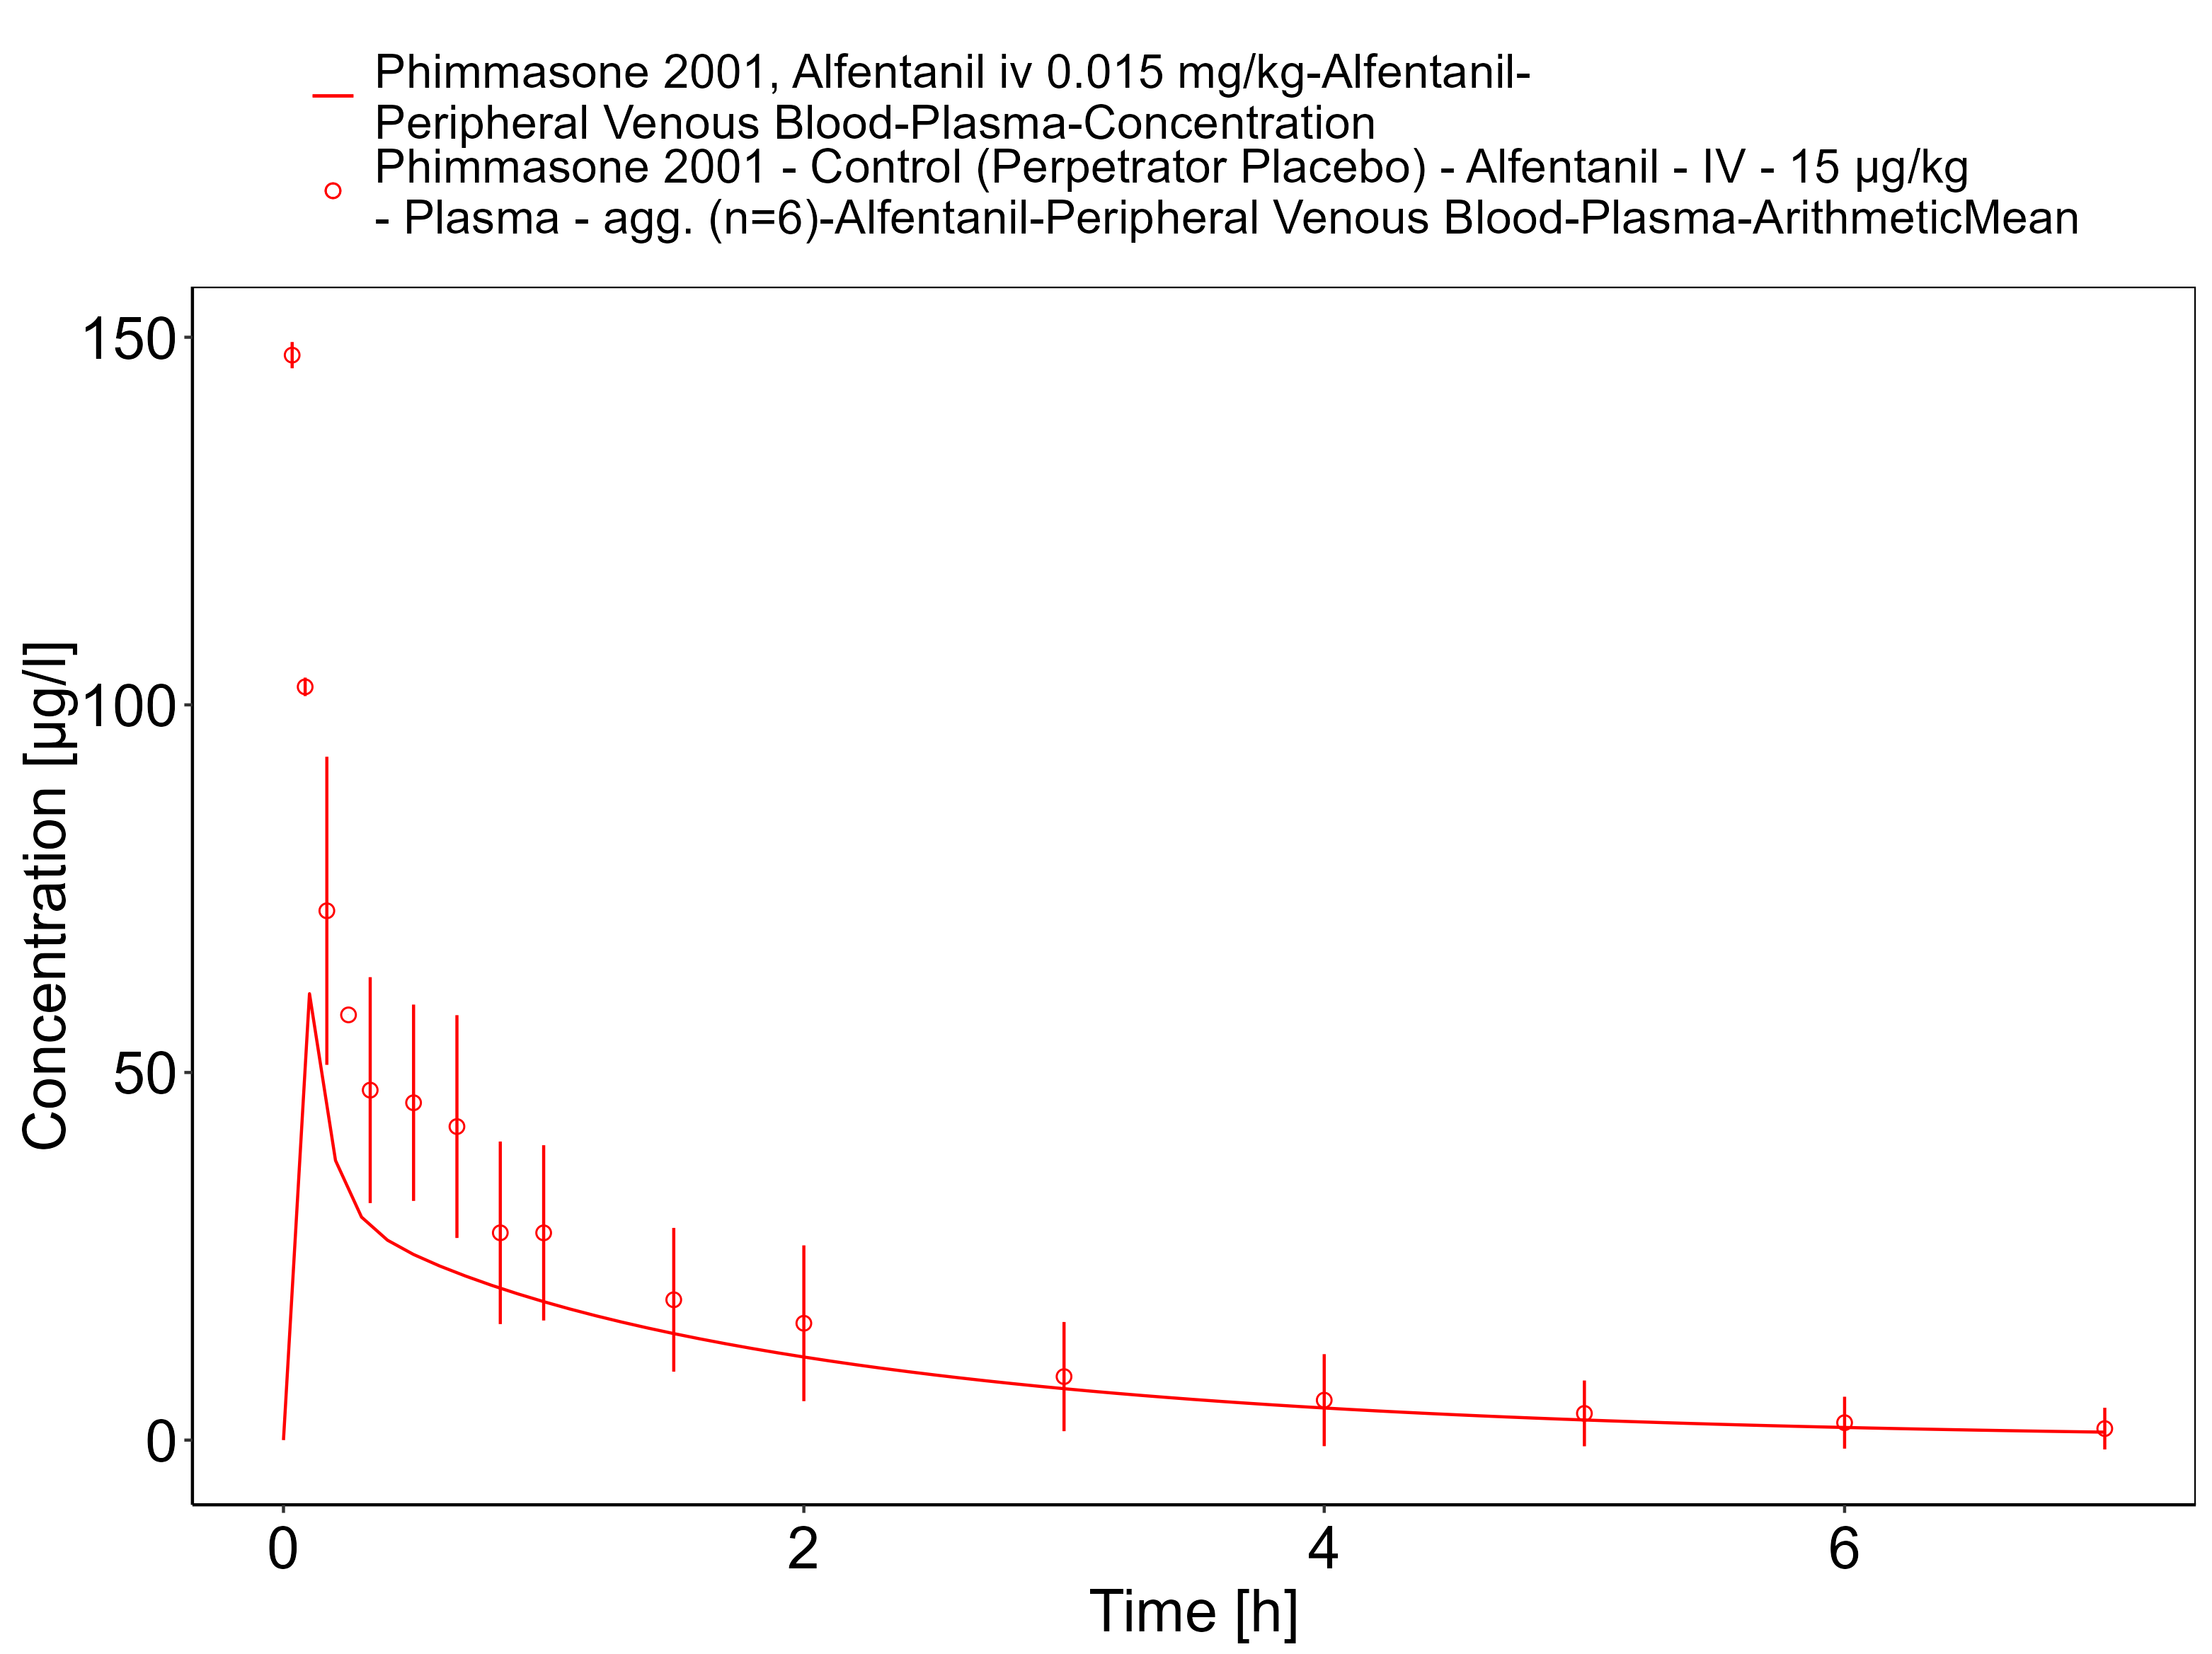 Phimmasone 2001, Alfentanil iv 0.015 mg/kg-Alfentanil-
Peripheral Venous Blood-Plasma-Concentration
Phimmasone 2001 - Control (Perpetrator Placebo) - Alfentanil - IV - 15 µg/kg
- Plasma - agg. (n=6)-Alfentanil-Peripheral Venous Blood-Plasma-ArithmeticMean
150
100
50
0
Concentration [µg/l]
0
2
4
6
Time [h]